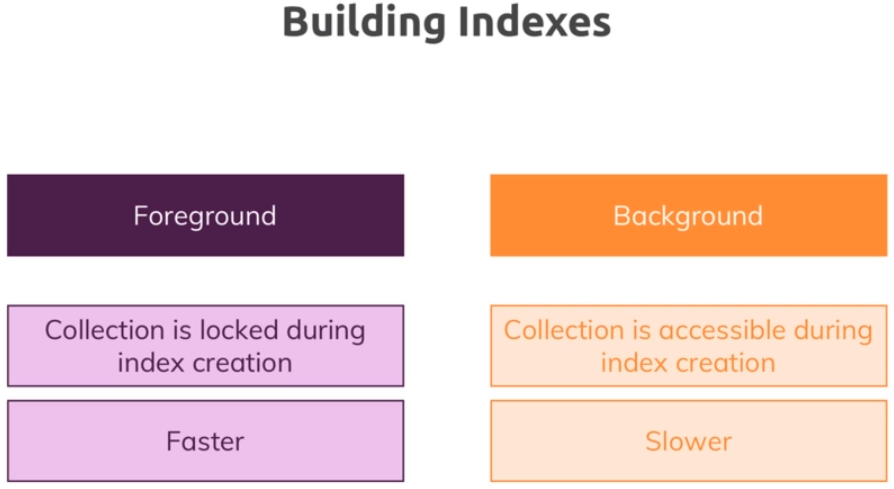 Building Indexes
Foreground
Background
Collection is locked during
index creation
Collection is accessible during
index creation
Faster
Slower